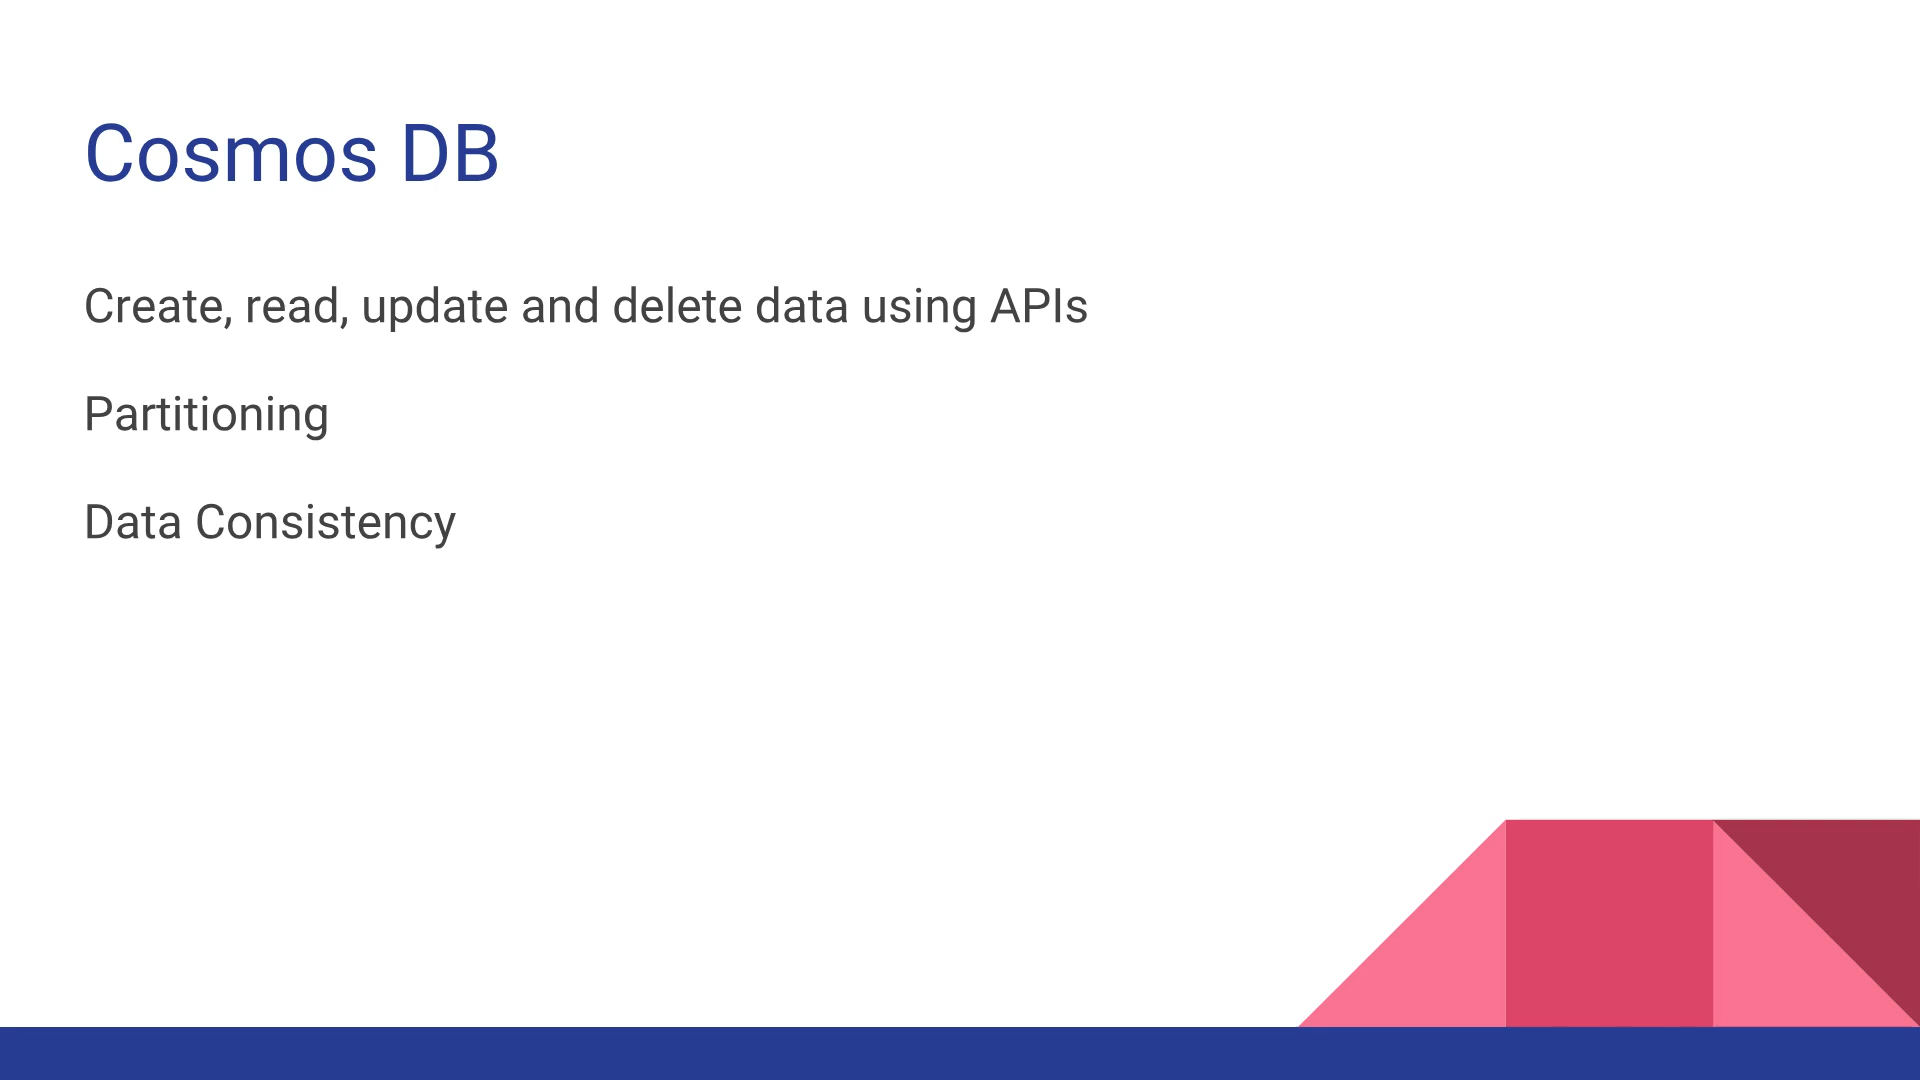 Cosmos DB
Create, read, update and delete data using APIs
Partitioning
Data Consistency